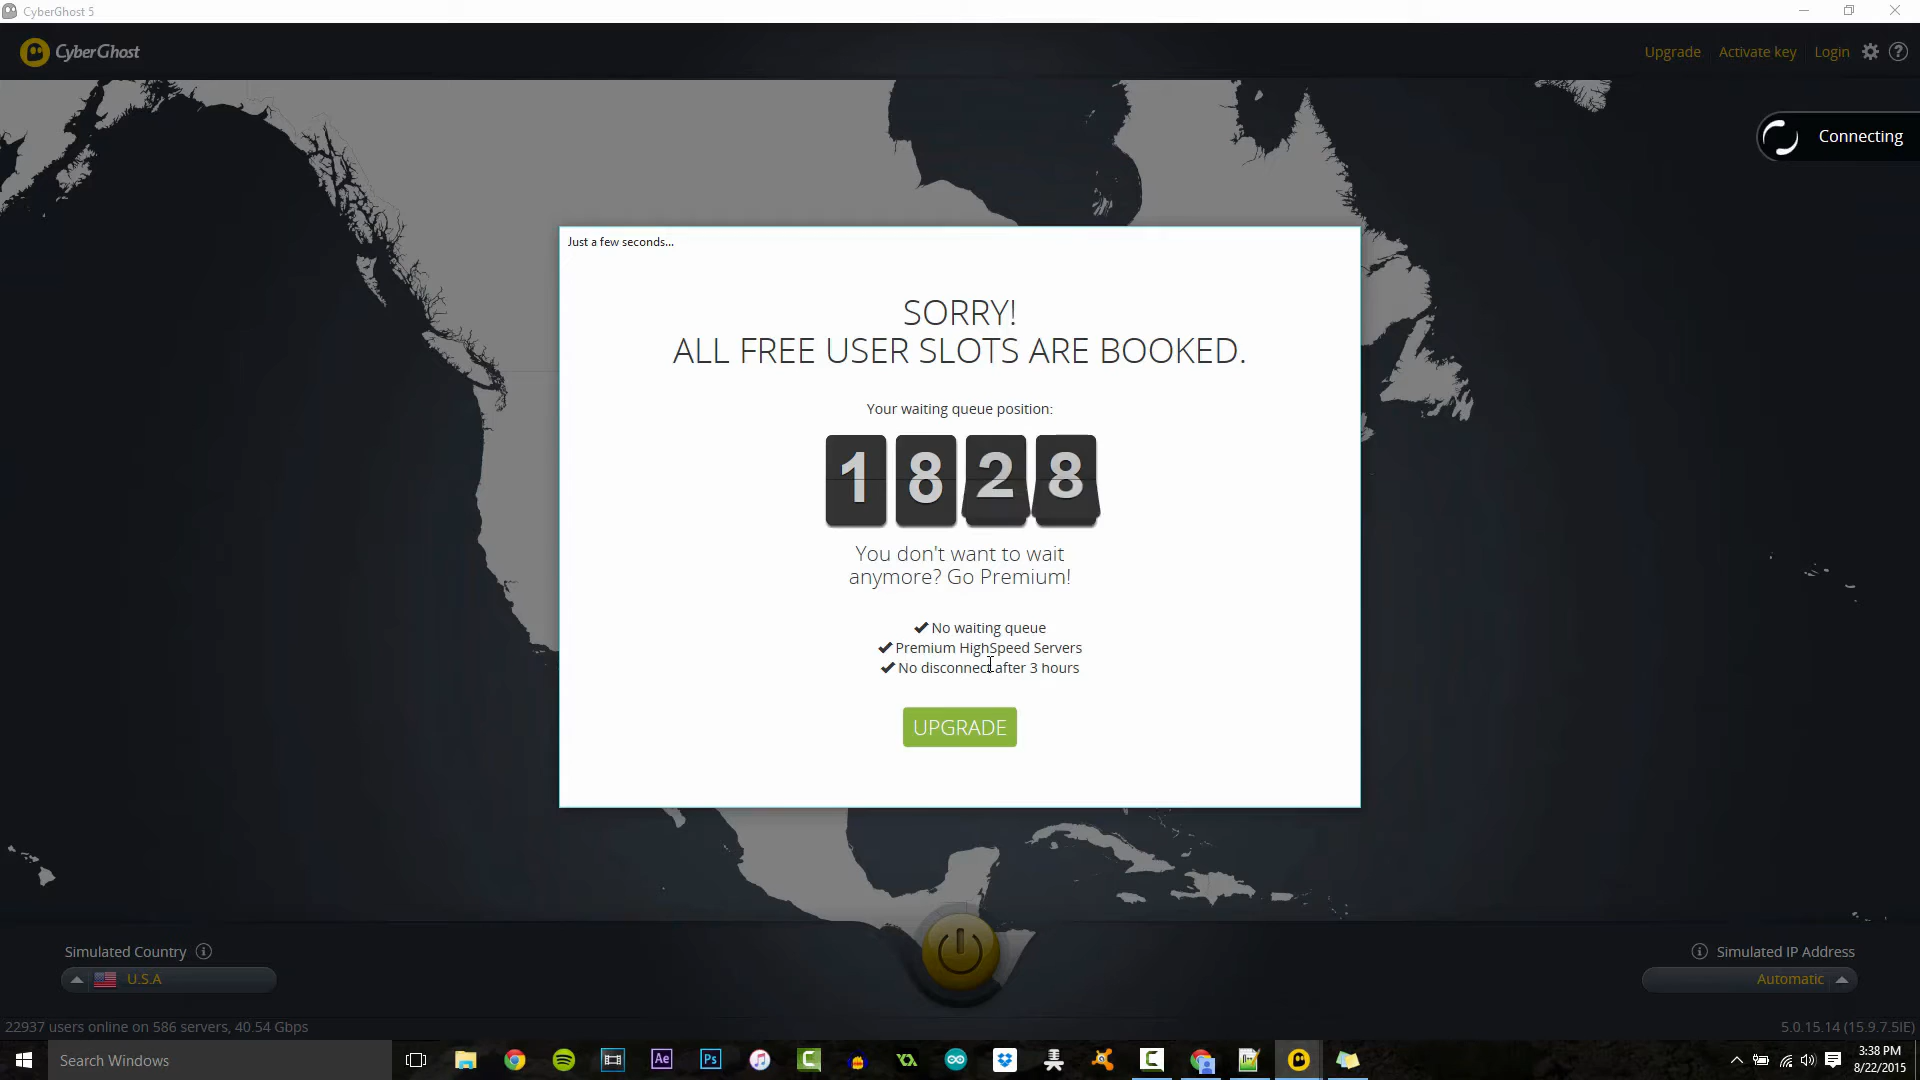 CyberGhost 5
CyberGhost
Upgrade
Activate key
Login
Connecting
Just a few seconds...
SORRY!
ALL FREE USER SLOTS ARE BOOKED.
Your waiting queue position:
1828
You don't want to wait
anymore? Go Premium!
No waiting queue
Premium HighSpeed Servers
No disconnect after 3 hours
UPGRADE
Simulated Country
U.S.A
Simulated IP Address
Automatic
22937 users online on 586 servers, 40.54 Gbps
5.0.15.14 (15.9.7.5IE)
Search Windows
Ae
Ps
3:38 PM
8/22/2015